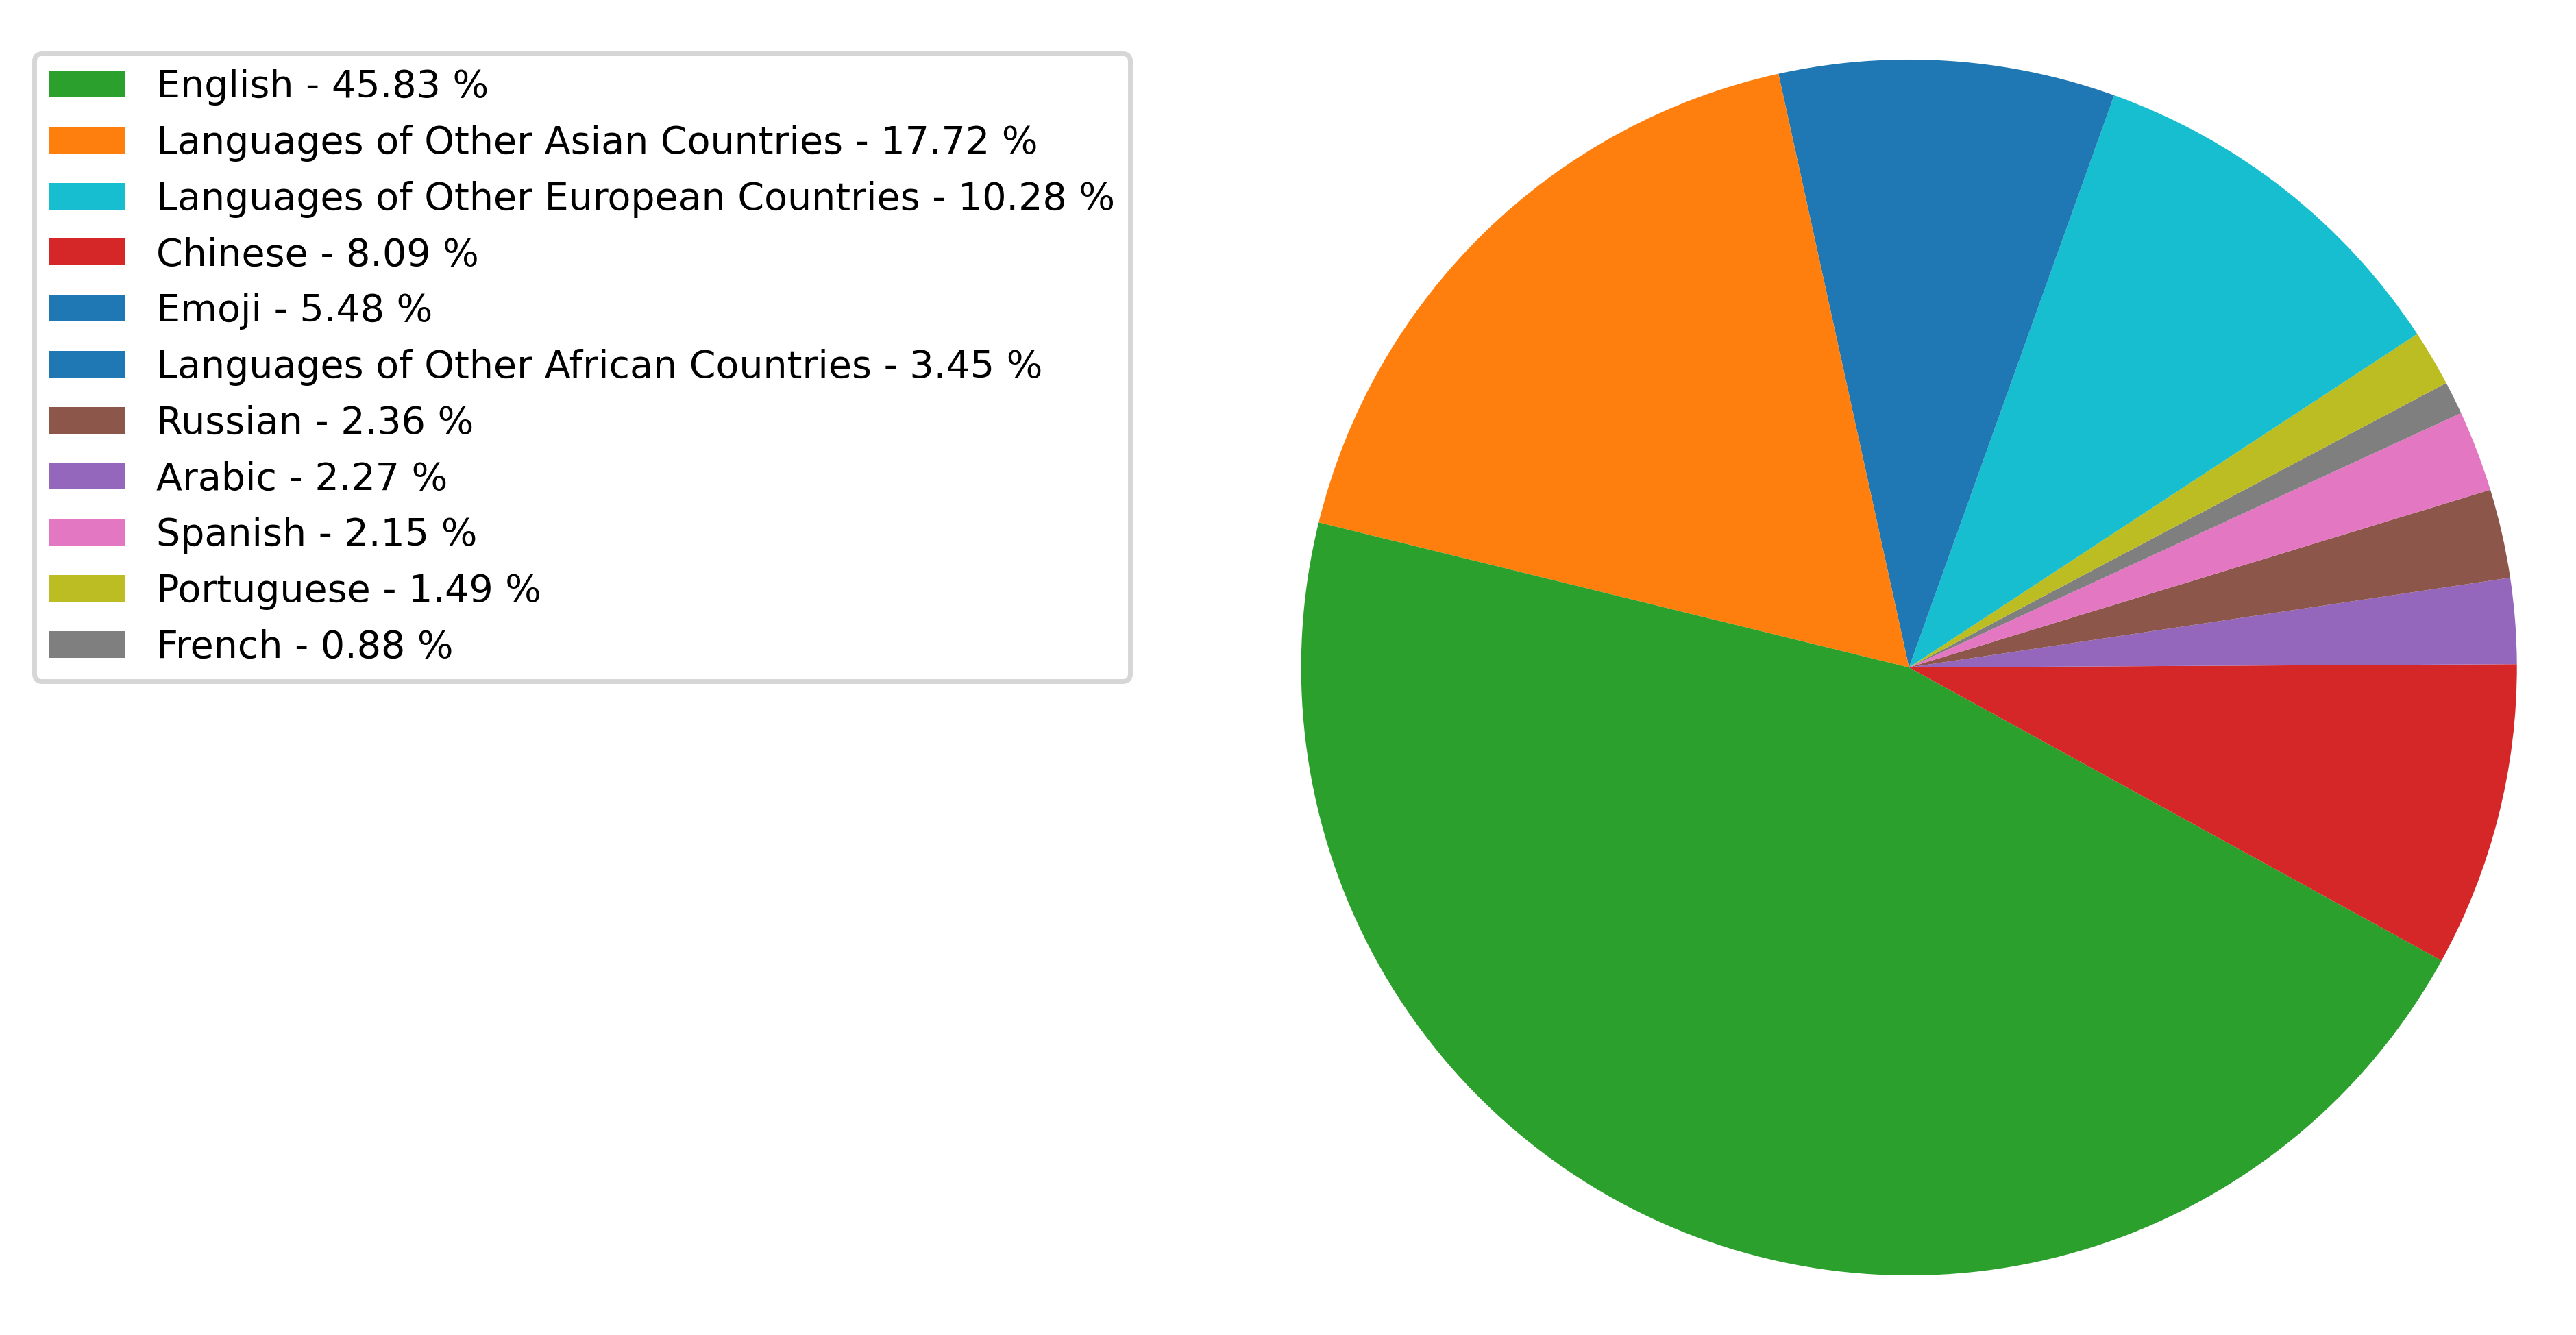 English - 45.83 %
Languages of Other Asian Countries - 17.72 %
Languages of Other European Countries - 10.28 %
Chinese - 8.09 %
Emoji - 5.48 %
Languages of Other African Countries - 3.45 %
Russian - 2.36 %
Arabic - 2.27 %
Spanish - 2.15 %
Portuguese - 1.49 %
French - 0.88 %